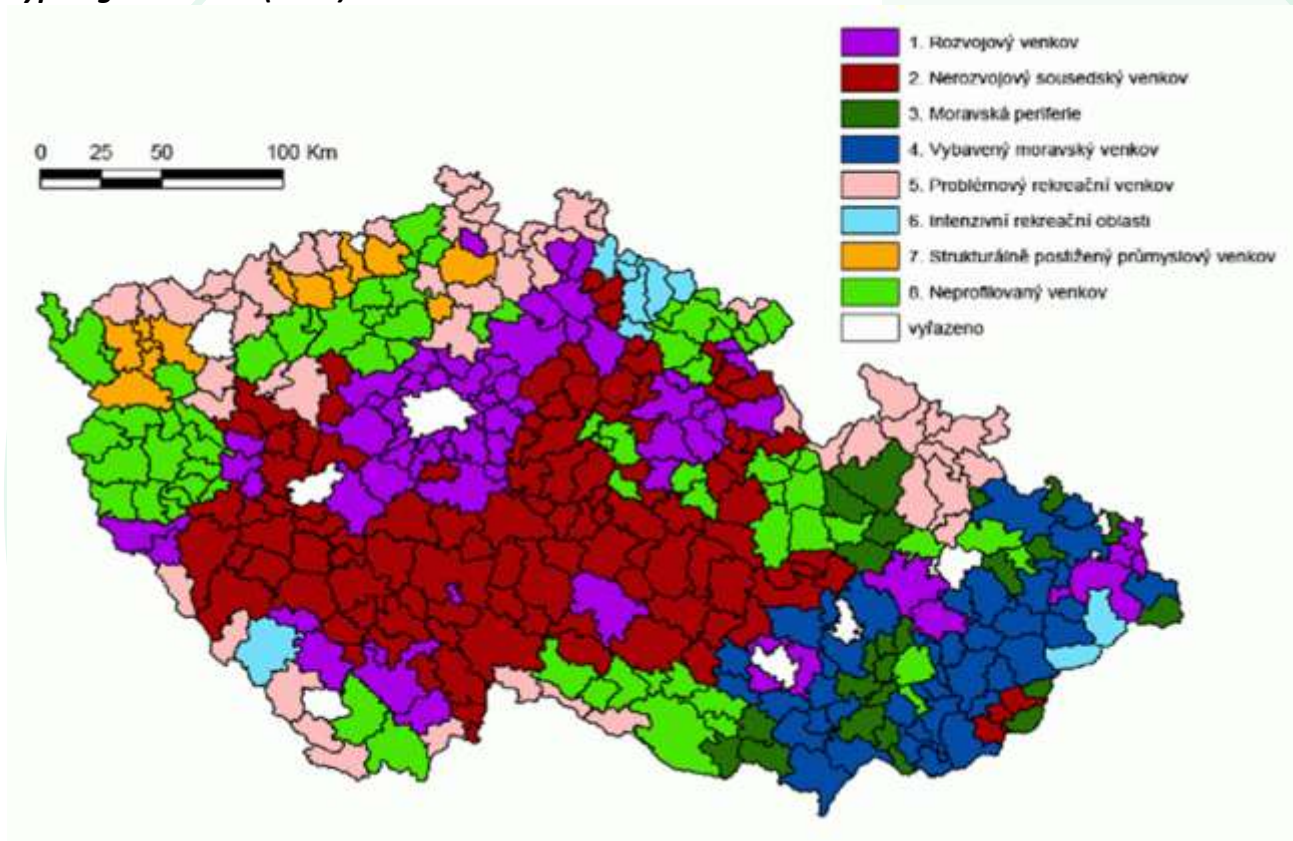 1. Rozvojový venkov
2. Nerozvojový sousedský venkov
3. Moravská periferie
4. Vybavený moravský venkov
5. Problémový rekreační venkov
6. Intenzivní rekreační oblasti
7. Strukturálně postižený průmyslový venkov
8. Neprofilovaný venkov
vyřazeno
0 25 50 100 Km